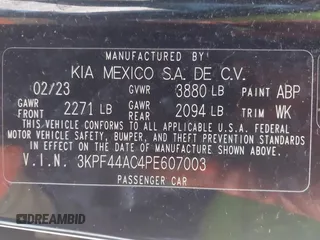 MANUFACTURED BY
KIA MEXICO S.A. DE C.V.
02/23 GVWR 3880 LB PAINT ABP
GAWR FRONT 2271 LB GAWR REAR 2094 LB TRIM WK
THIS VEHICLE CONFORMS TO ALL APPLICABLE U.S. FEDERAL
MOTOR VEHICLE SAFETY, BUMPER, AND THEFT PREVENTION STANDARDS
IN EFFECT ON THE DATE OF MANUFACTURE SHOWN ABOVE.
V.I.N. 3KPF44AC4PE607003
PASSENGER CAR
DREAMBID